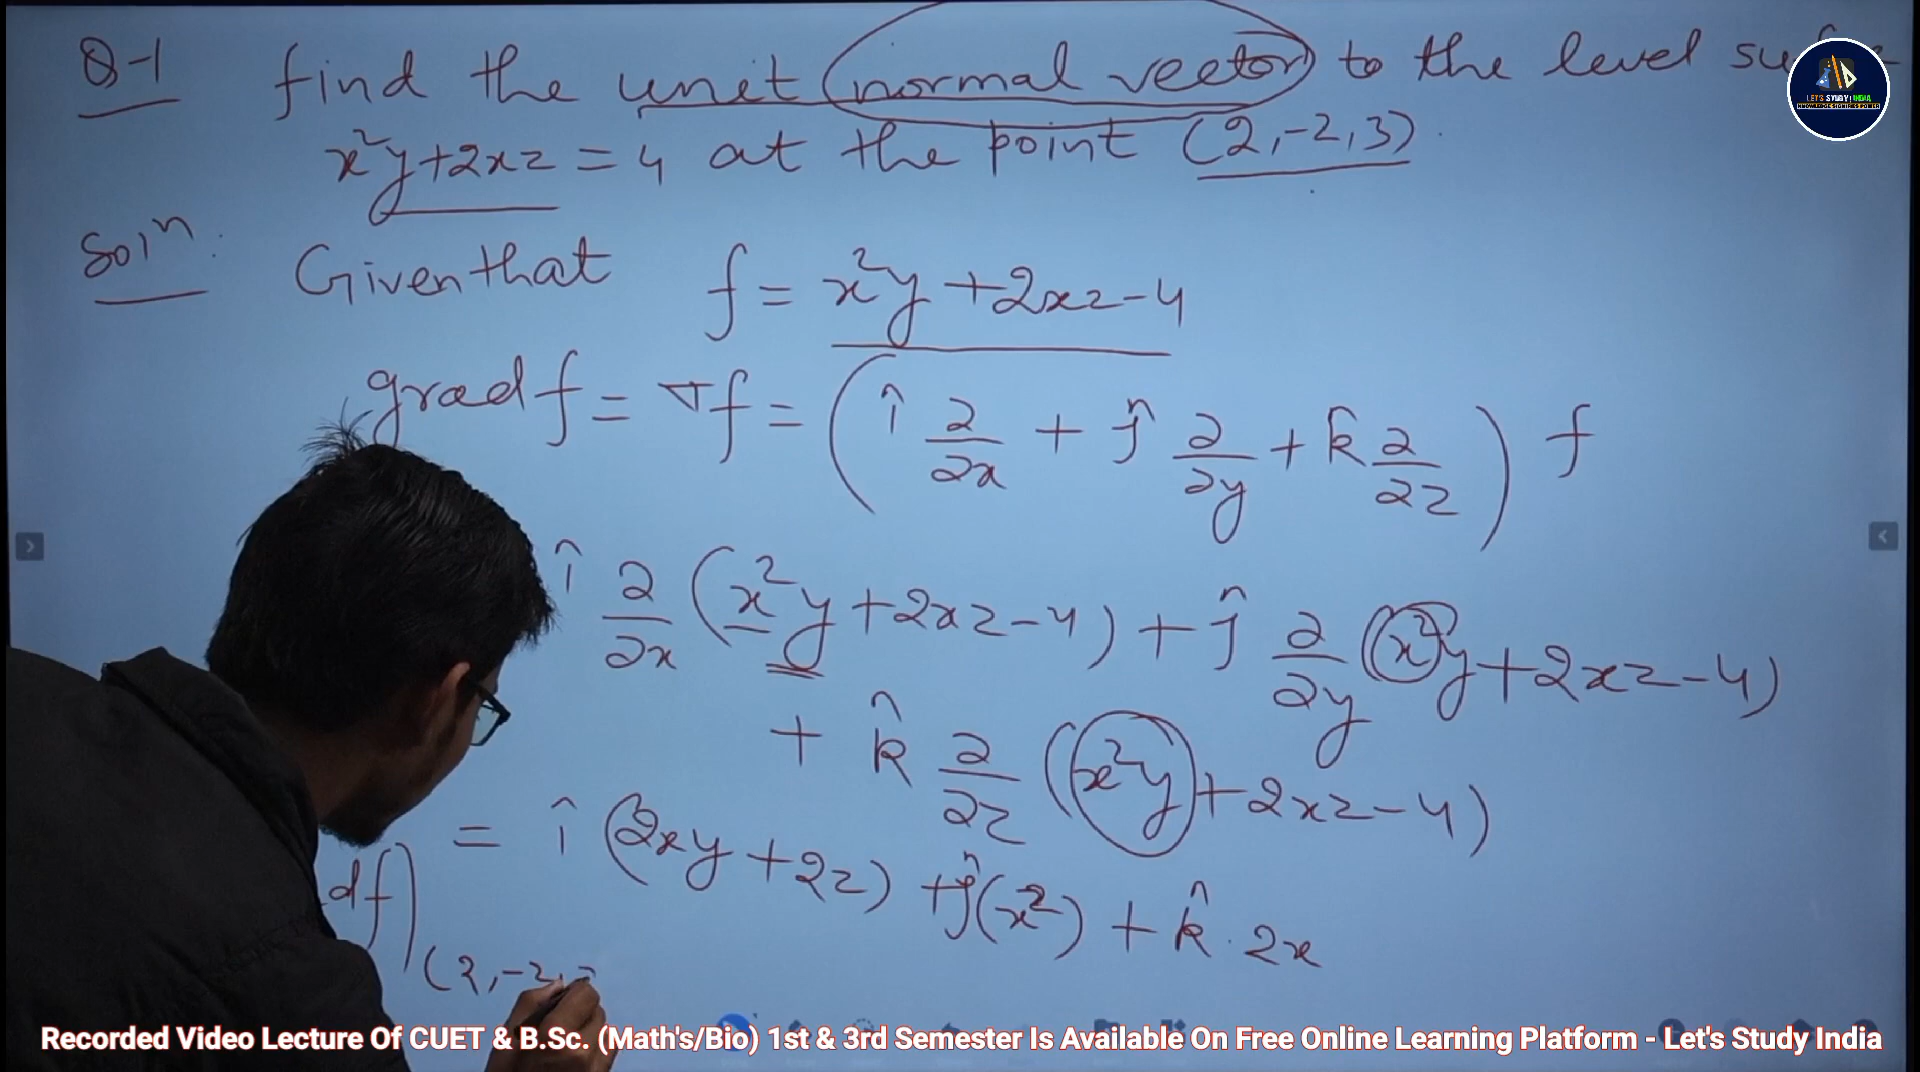 Q-1 find the unit normal vector to the level
x²y+2xz = 4 at the point (2,-2,3).
Soln: Given that f = x²y+2xz-4
grad f = ∇f = (î ∂/∂x + ĵ ∂/∂y + k̂ ∂/∂z) f
î ∂/∂x (x²y+2xz-4) + ĵ ∂/∂y (x²y+2xz-4)
+ k̂ ∂/∂z (x²y+2xz-4)
= î (2xy+2z) + ĵ(x²) + k̂. 2x
df)(2,-2,
LET'S STUDY INDIA
Recorded Video Lecture Of CUET & B.Sc. (Math's/Bio) 1st & 3rd Semester Is Available On Free Online Learning Platform - Let's Study India